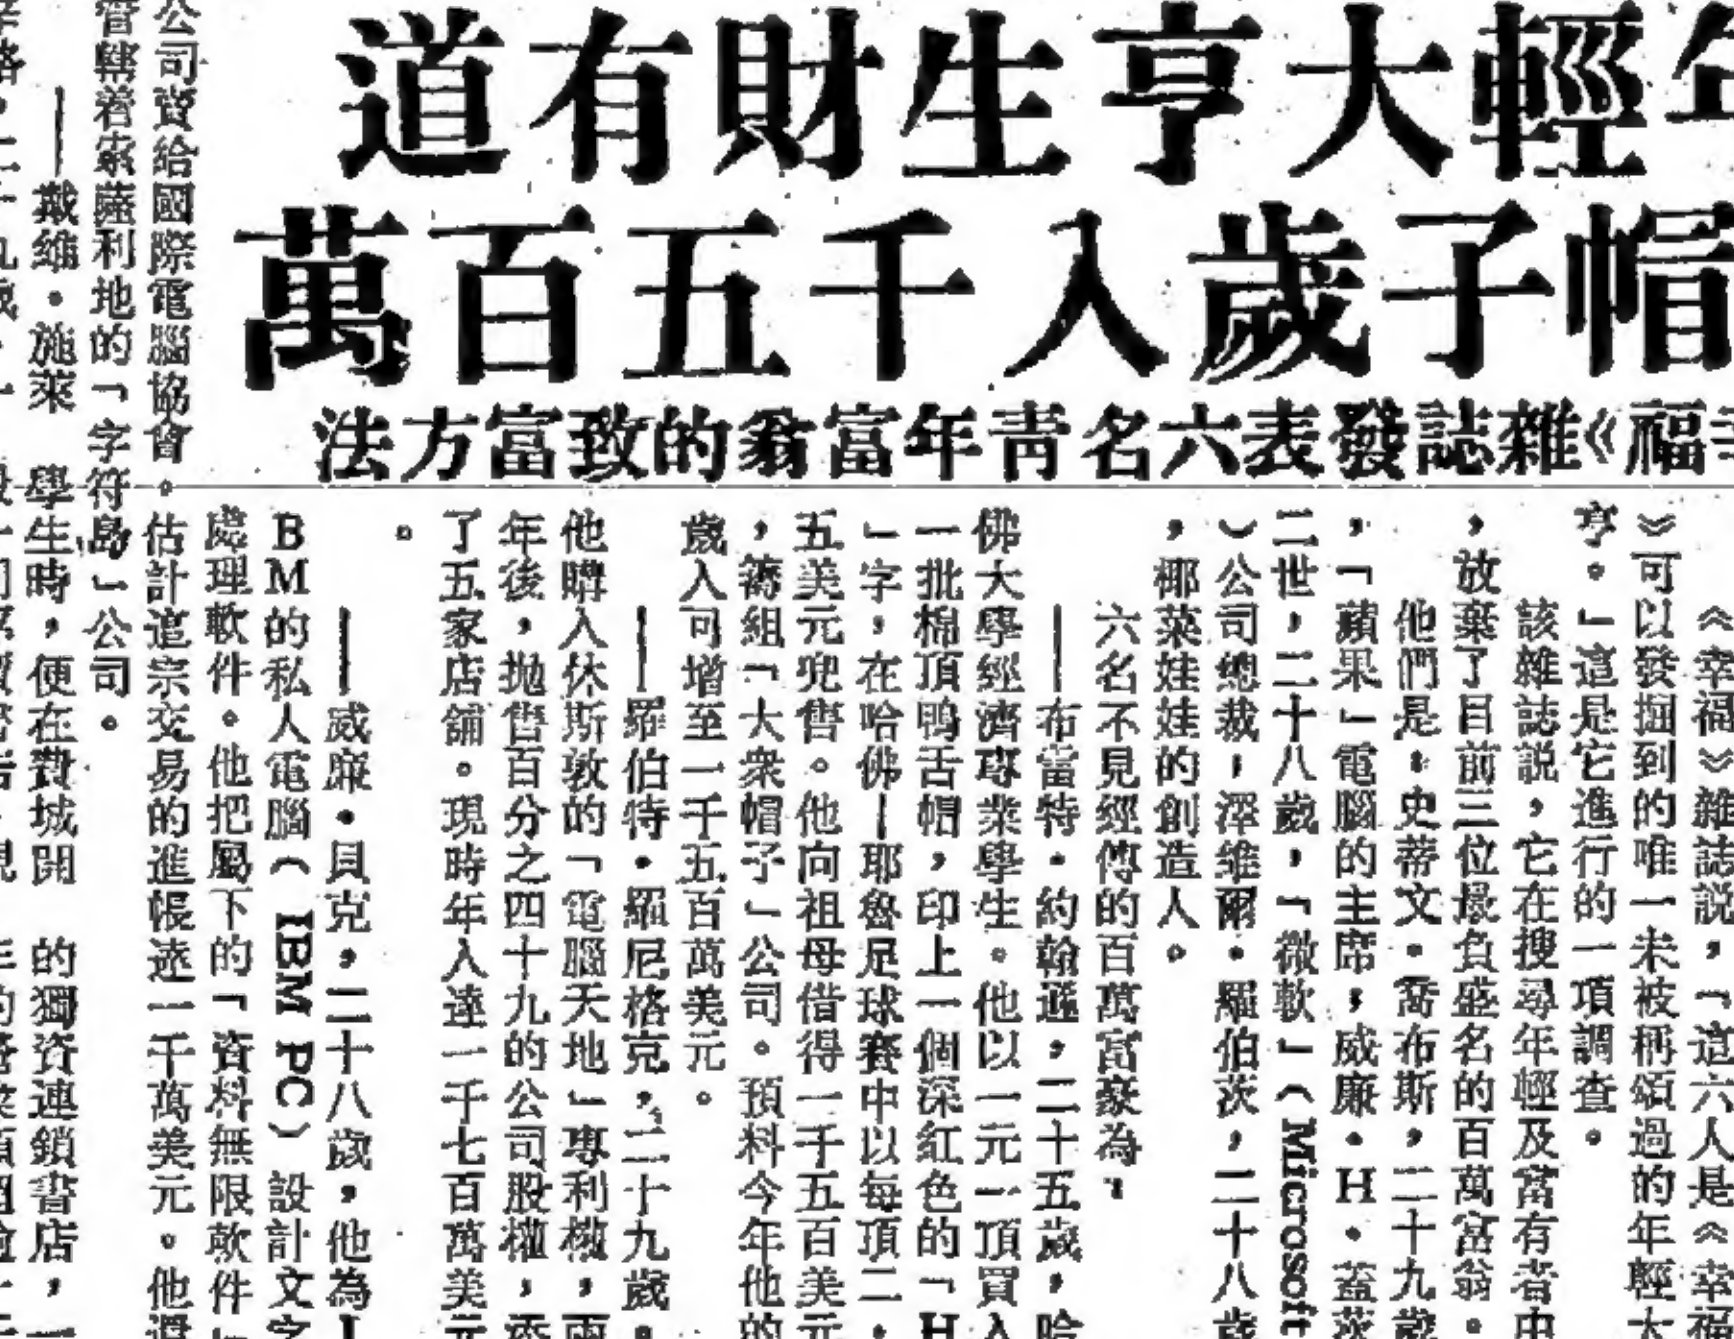 輕大亨生財有道
帽子歲入千五百萬
福》雜誌發表六名青年富翁的致富方法
《幸福》雜誌説，「這六人是《幸福
》可以發掘到的唯一未被稱頌過的年輕大
亨。」這是它進行的一項調查。
該雜誌説，它在搜尋年輕及富有者中
，放棄了目前三位最負盛名的百萬富翁。
他們是：史蒂文·喬布斯，二十九歲
，「蘋果」電腦的主席；威廉·H·蓋茨
二世，二十八歲，「微軟」（Microsoft
）公司總裁；澤維爾·羅伯茨，二十八歲
，椰菜娃娃的創造人。
六名不見經傳的百萬富豪為：
——布當特·約翰遜，二十五歲，哈
佛大學經濟專業學生。他以一元一頂買入
一批棉頂鴨舌帽，印上一個深紅色的「H
」字，在哈佛—耶魯足球賽中以每頂二·
五美元兜售。他向祖母借得一千五百美元
，籌組「大衆帽子」公司。預料今年他的
歲入可增至一千五百萬美元。
——羅伯特·羅尼格克，二十九歲。
他購入休斯敦的「電腦天地」專利權，兩
年後，拋售百分之四十九的公司股權，添
了五家店舖。現時年入達一千七百萬美元
。
——威廉·貝克，二十八歲，他為I
BM的私人電腦（IBM PC）設計文字
處理軟件。他把屬下的「資料無限軟件」
公司賣給國際電腦協會。估計這宗交易的進帳達一千萬美元。他還
管轄着索薩利地的「字符島」公司。
——戴維·施萊
學生時，便在費城開
的獨資連鎖書店，